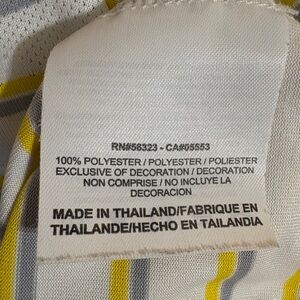 RN#56323 - CA#05553
100% POLYESTER / POLYESTER / POLIESTER
EXCLUSIVE OF DECORATION / DECORATION
NON COMPRISE / NO INCLUYE LA
DECORACION
MADE IN THAILAND/FABRIQUE EN
THAILANDE/HECHO EN TAILANDIA